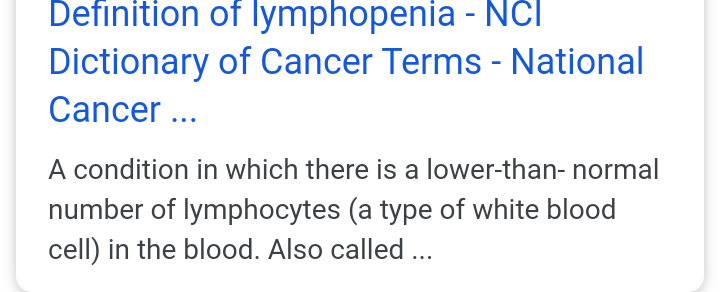 Definition of lymphopenia - NCI
Dictionary of Cancer Terms - National
Cancer ...
A condition in which there is a lower-than- normal
number of lymphocytes (a type of white blood
cell) in the blood. Also called ...